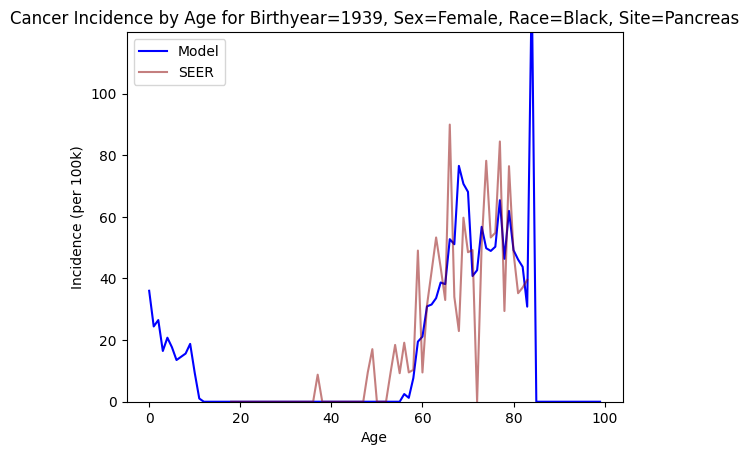 Cancer Incidence by Age for Birthyear=1939, Sex=Female, Race=Black, Site=Pancreas
Model
SEER
Incidence (per 100k)
100
80
60
40
20
0
0 20 40 60 80 100
Age